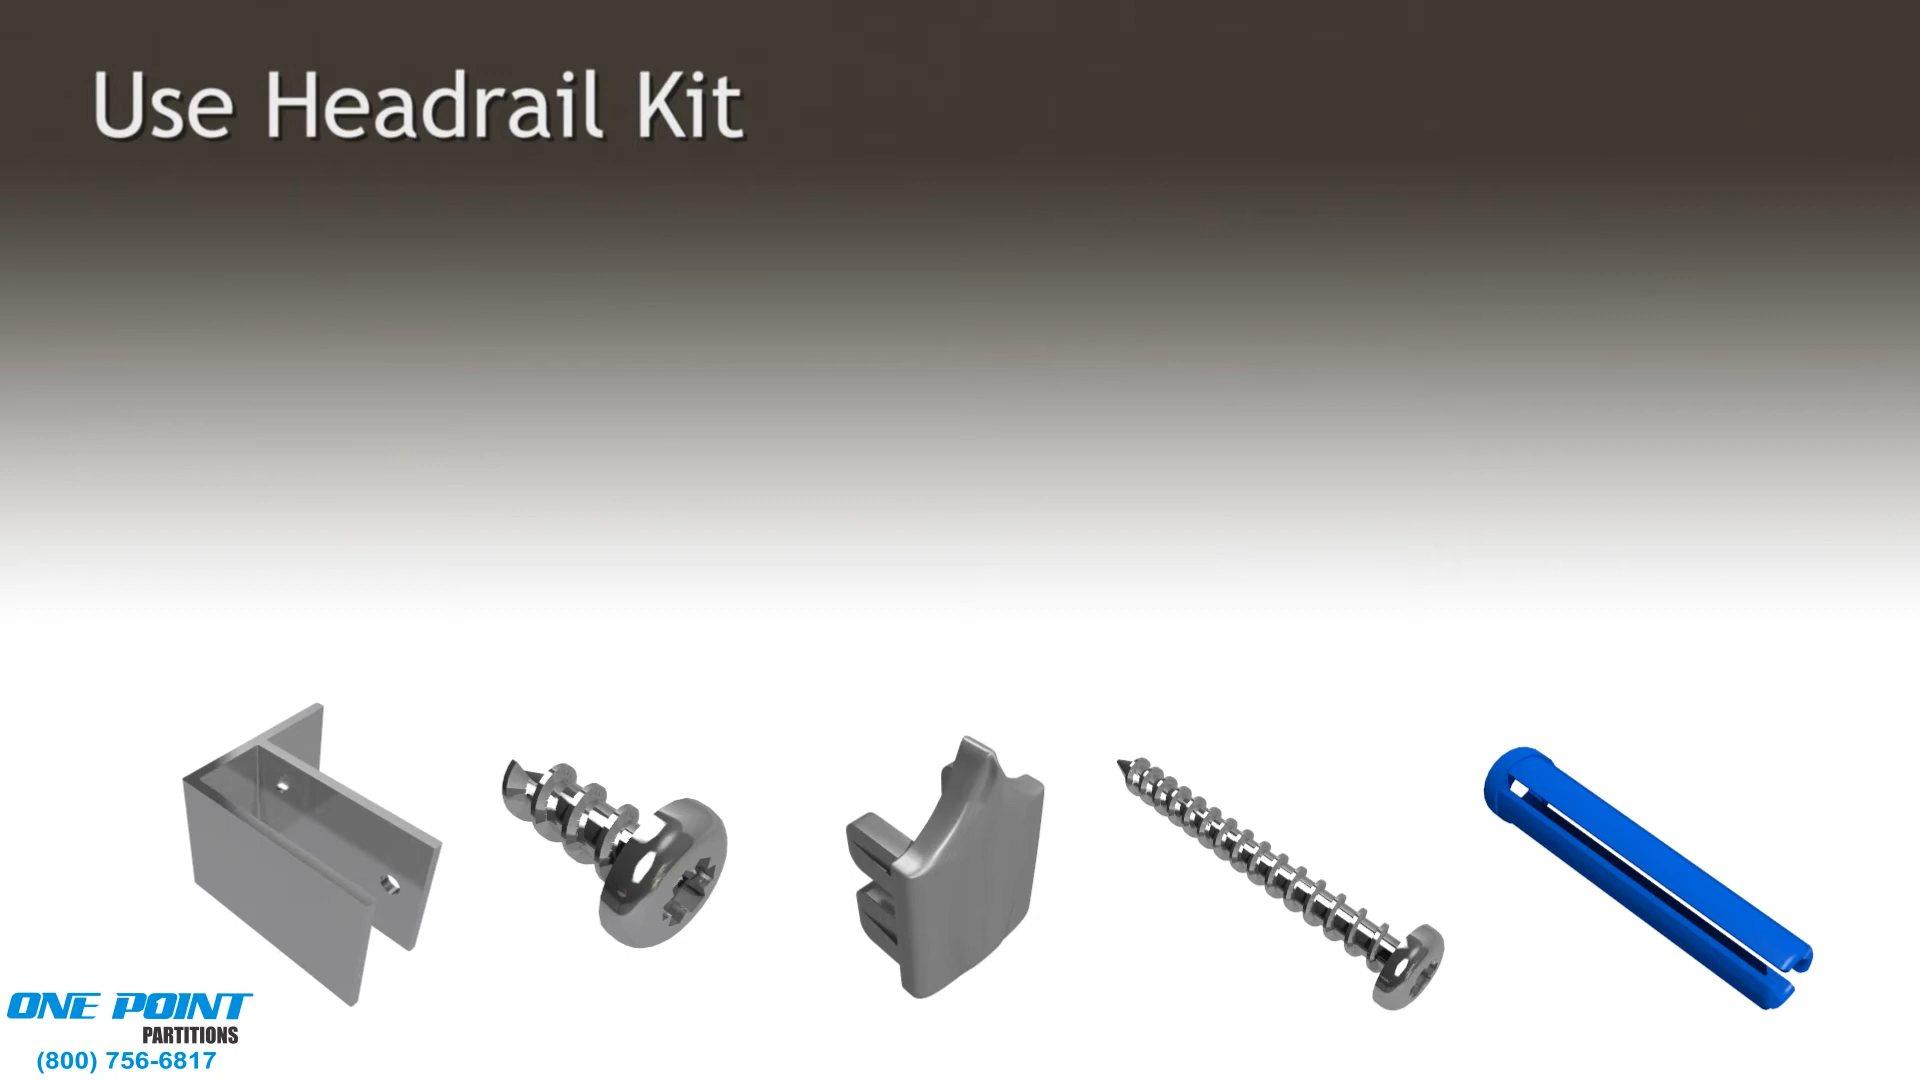 Use Headrail Kit
ONE POINT
PARTITIONS
(800) 756-6817